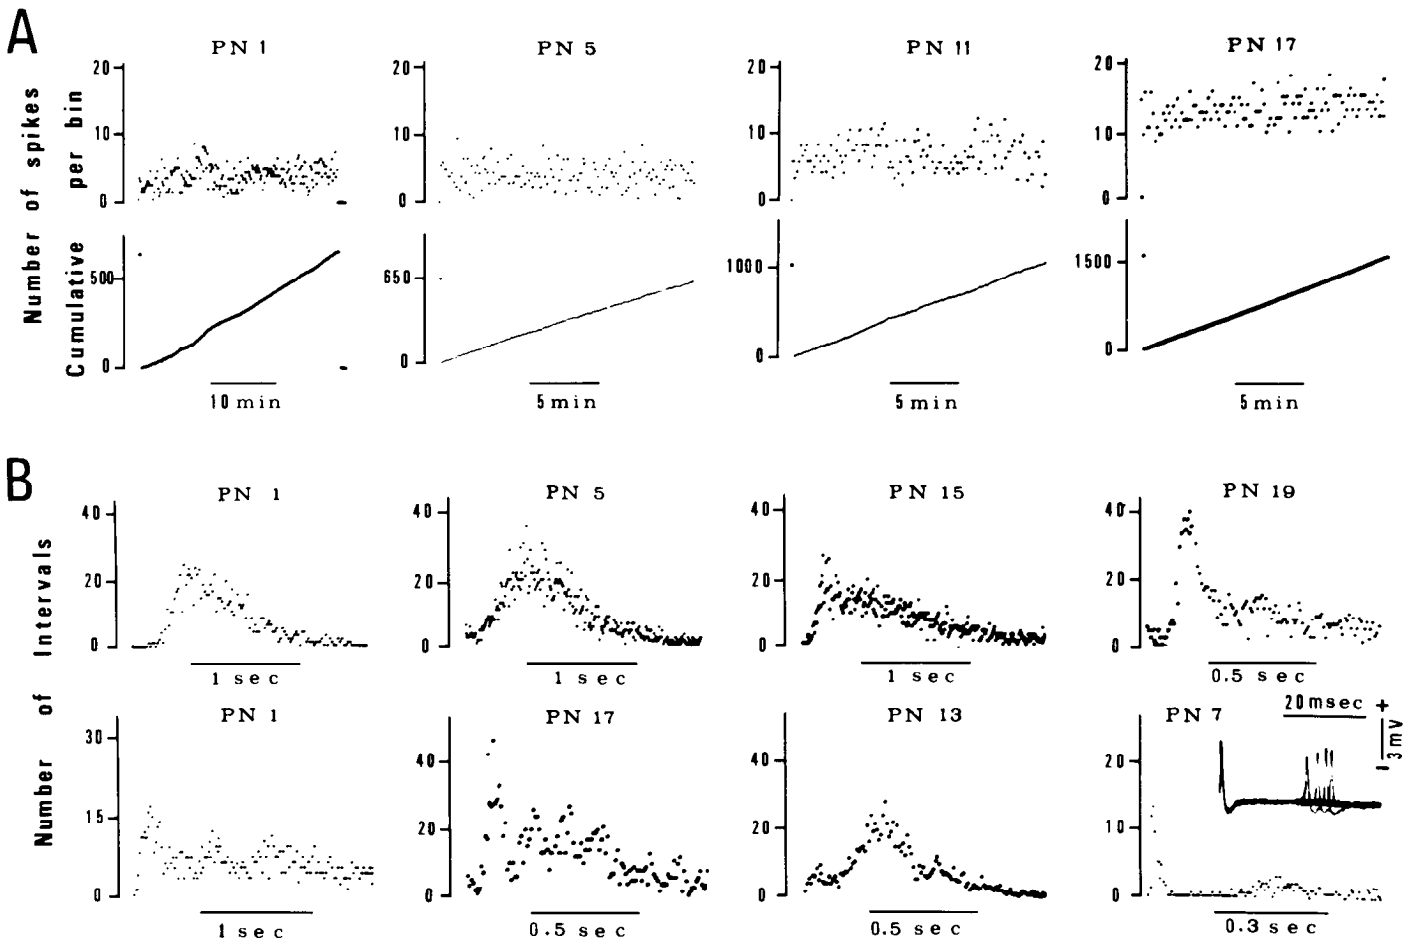 A
PN 1
PN 5
PN 11
PN 17
Number of spikes
per bin
Cumulative
20
10
0
20
10
0
20
10
0
20
10
0
500
0
650
0
1000
0
1500
0
10 min
5 min
5 min
5 min
B
Number of Intervals
PN 1
PN 5
PN 15
PN 19
40
20
0
40
20
0
40
20
0
40
20
0
1 sec
1 sec
1 sec
0.5 sec
PN 1
PN 17
PN 13
PN 7
20 msec
+
3 mV
-
30
15
0
40
20
0
40
20
0
20
10
0
1 sec
0.5 sec
0.5 sec
0.3 sec